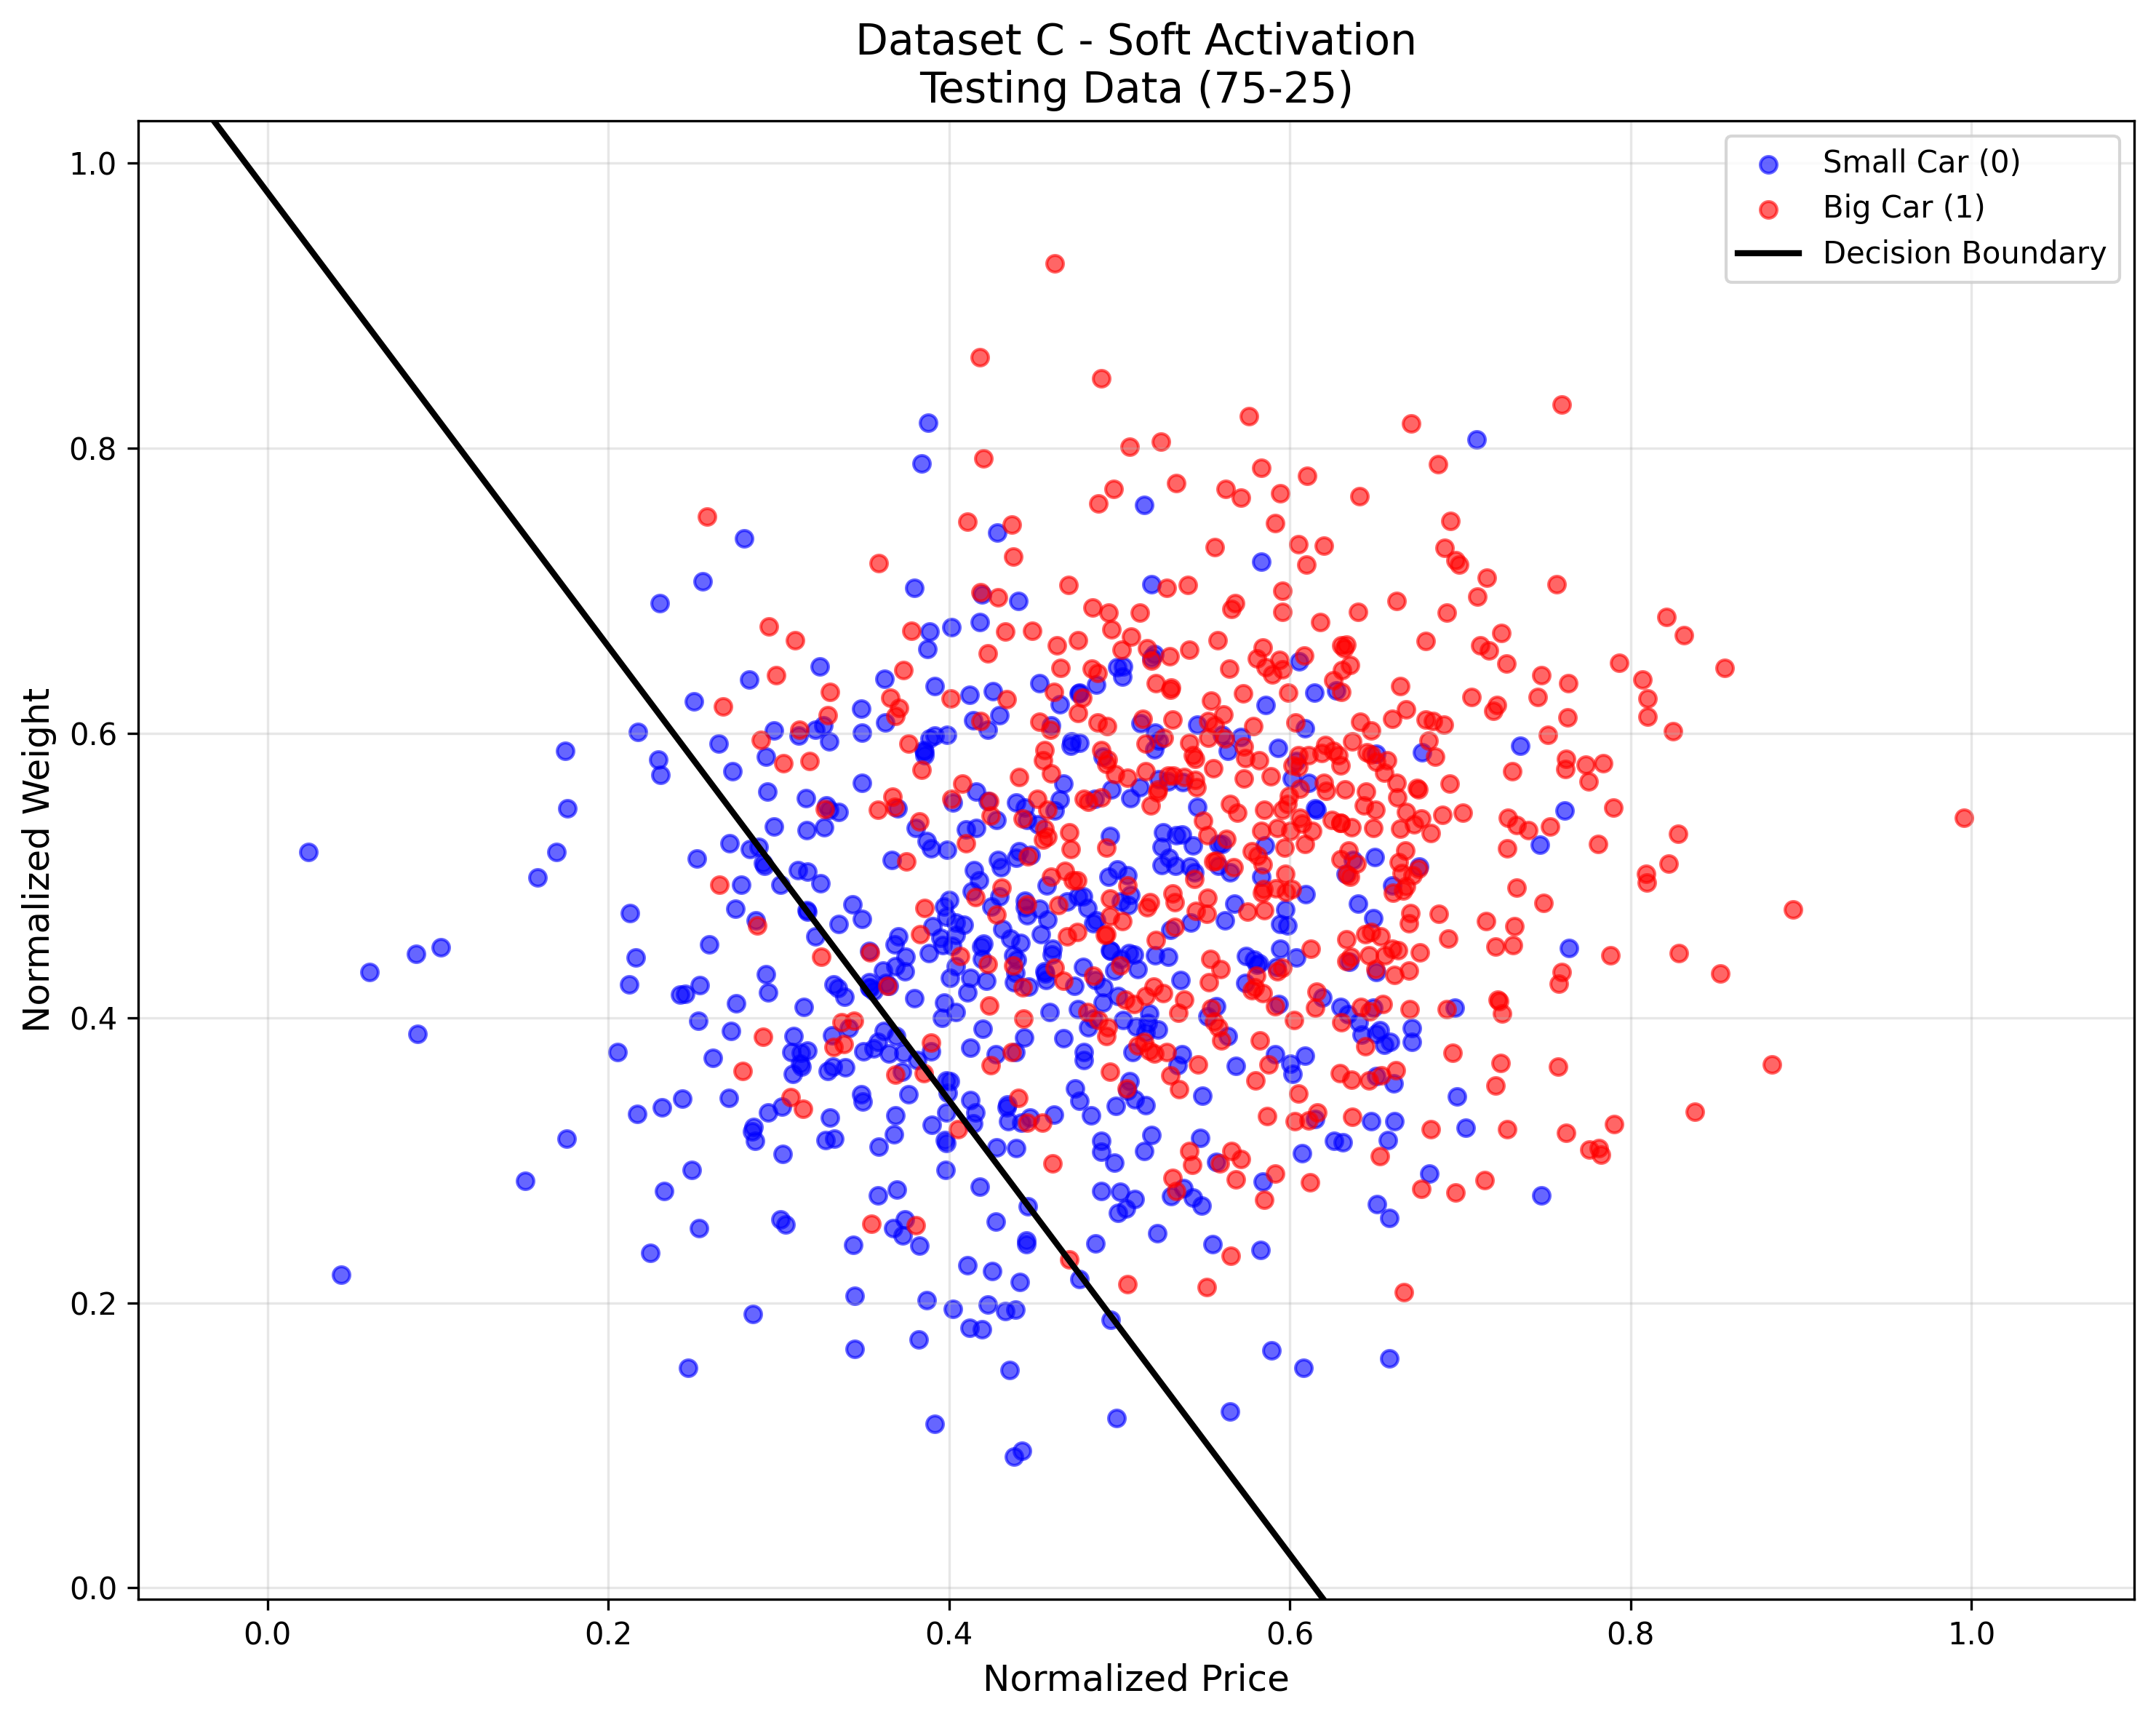 Dataset C - Soft Activation
Testing Data (75-25)
Small Car (0)
Big Car (1)
Decision Boundary
Normalized Weight
1.0
0.8
0.6
0.4
0.2
0.0
0.0 0.2 0.4 0.6 0.8 1.0
Normalized Price